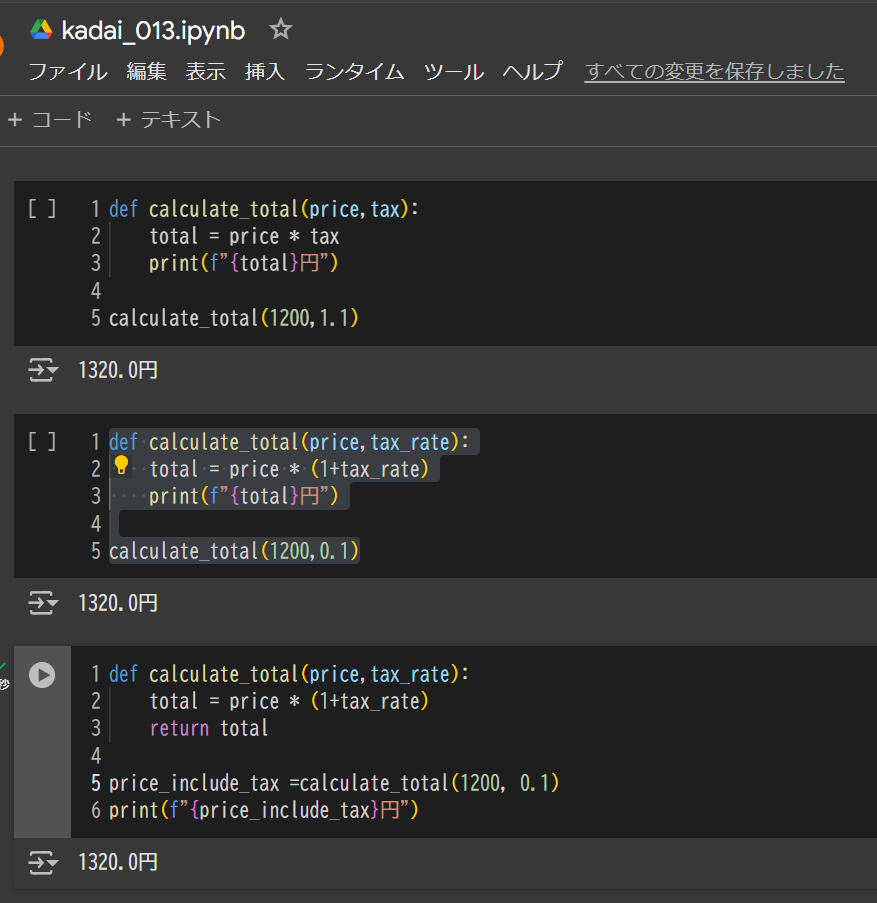 kadai_013.ipynb
ファイル 編集 表示 挿入 ランタイム ツール ヘルプ すべての変更を保存しました
+ コード + テキスト
[ ] 1 def calculate_total(price,tax):
2     total = price * tax
3     print(f"{total}円")
4
5 calculate_total(1200,1.1)
1320.0円
[ ] 1 def calculate_total(price,tax_rate):
2     total = price * (1+tax_rate)
3     print(f"{total}円")
4
5 calculate_total(1200,0.1)
1320.0円
秒
1 def calculate_total(price,tax_rate):
2     total = price * (1+tax_rate)
3     return total
4
5 price_include_tax =calculate_total(1200, 0.1)
6 print(f"{price_include_tax}円")
1320.0円